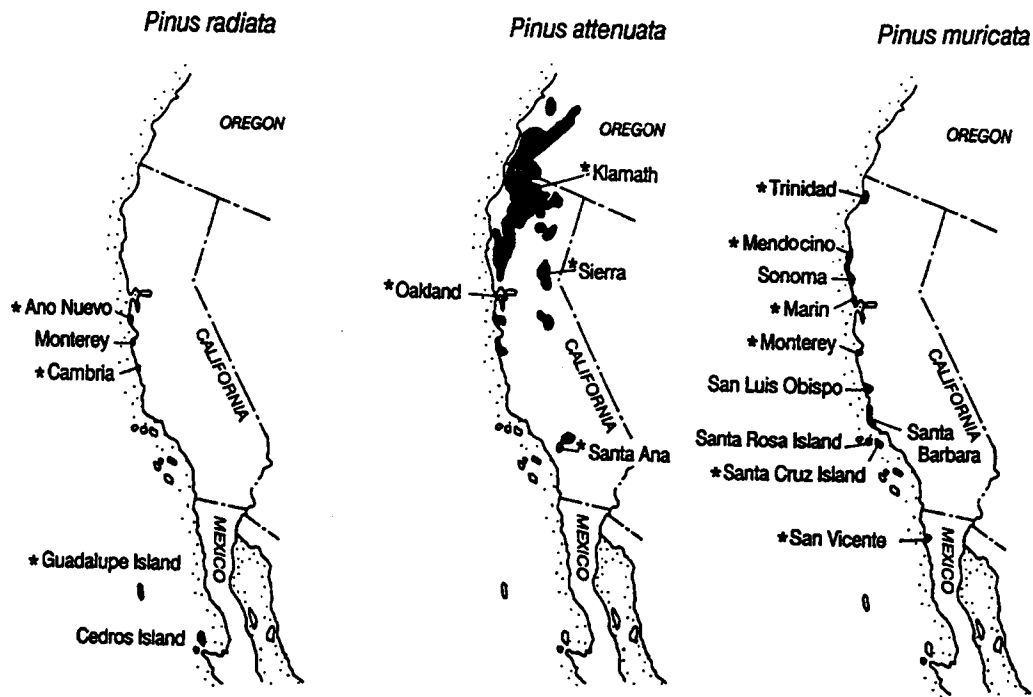 Pinus radiata
OREGON
* Ano Nuevo
Monterey
* Cambria
CALIFORNIA
MEXICO
* Guadalupe Island
Cedros Island
Pinus attenuata
OREGON
* Klamath
* Sierra
* Oakland
CALIFORNIA
* Santa Ana
MEXICO
Pinus muricata
OREGON
* Trinidad
* Mendocino
Sonoma
* Marin
* Monterey
CALIFORNIA
San Luis Obispo
Santa
Barbara
Santa Rosa Island
* Santa Cruz Island
* San Vicente
MEXICO